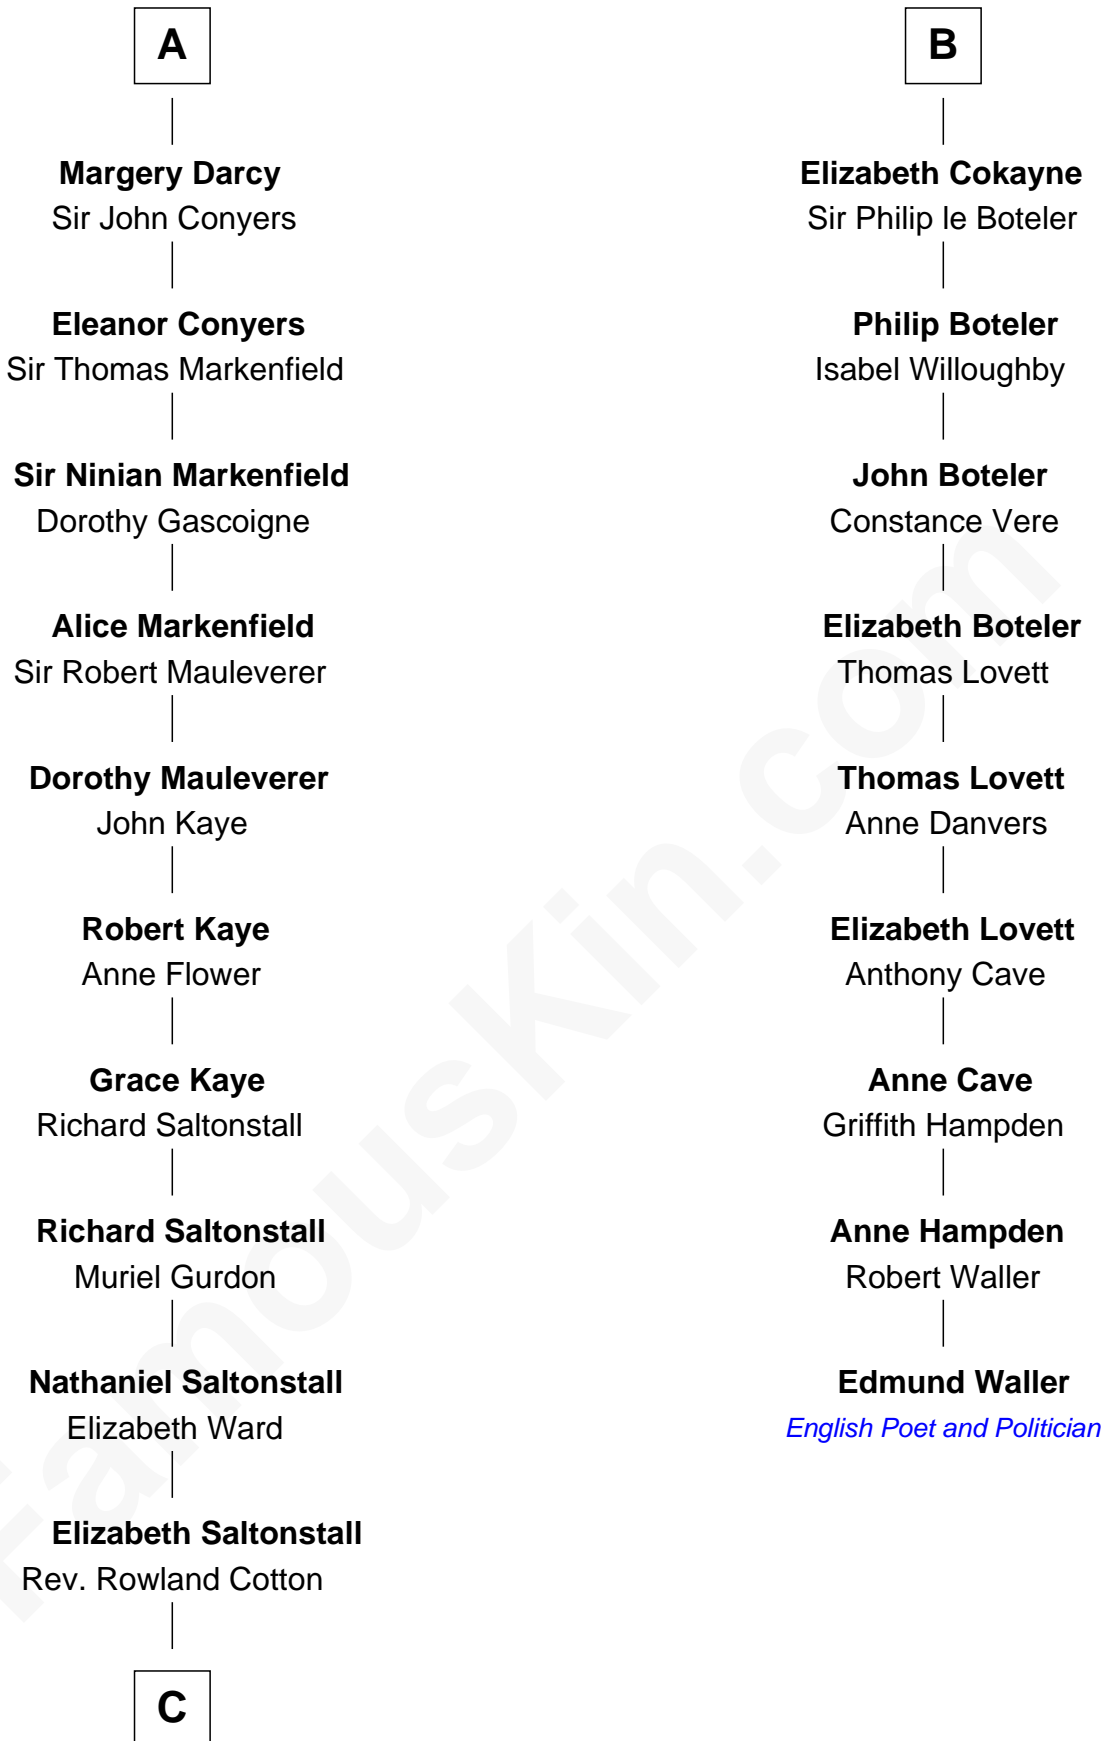 A
Margery Darcy
Sir John Conyers
Eleanor Conyers
Sir Thomas Markenfield
Sir Ninian Markenfield
Dorothy Gascoigne
Alice Markenfield
Sir Robert Mauleverer
Dorothy Mauleverer
John Kaye
Robert Kaye
Anne Flower
Grace Kaye
Richard Saltonstall
Richard Saltonstall
Muriel Gurdon
Nathaniel Saltonstall
Elizabeth Ward
Elizabeth Saltonstall
Rev. Rowland Cotton
C
B
Elizabeth Cokayne
Sir Philip le Boteler
Philip Boteler
Isabel Willoughby
John Boteler
Constance Vere
Elizabeth Boteler
Thomas Lovett
Thomas Lovett
Anne Danvers
Elizabeth Lovett
Anthony Cave
Anne Cave
Griffith Hampden
Anne Hampden
Robert Waller
Edmund Waller
English Poet and Politician
FamousKin.com